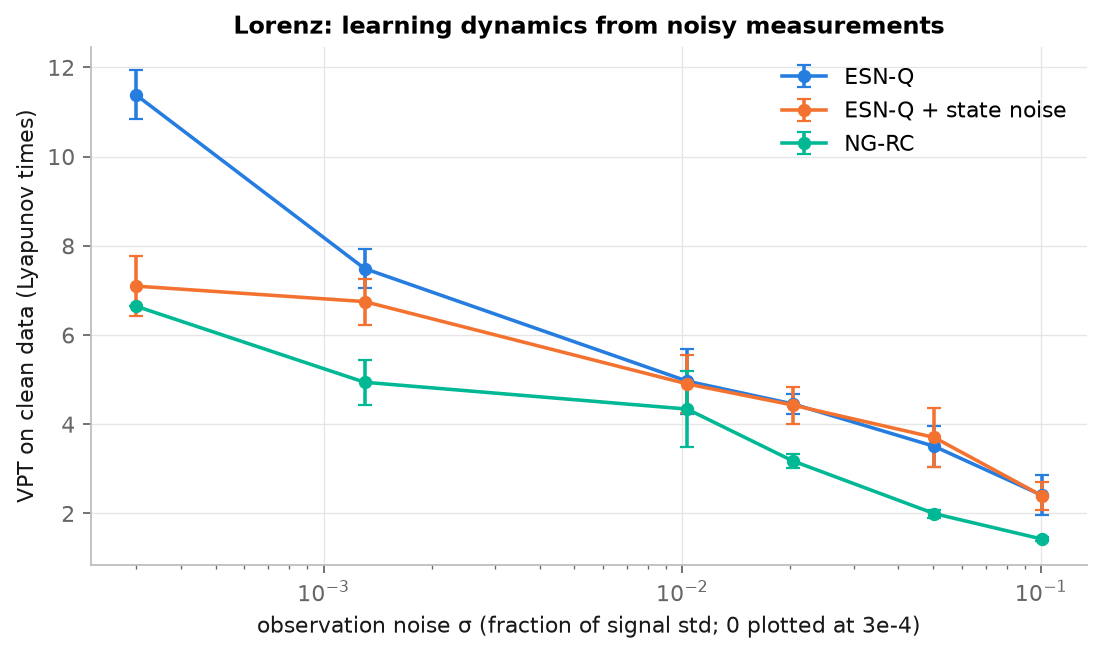 Lorenz: learning dynamics from noisy measurements
ESN-Q
ESN-Q + state noise
NG-RC
VPT on clean data (Lyapunov times)
12
10
8
6
4
2
10⁻³
10⁻²
10⁻¹
observation noise σ (fraction of signal std; 0 plotted at 3e-4)